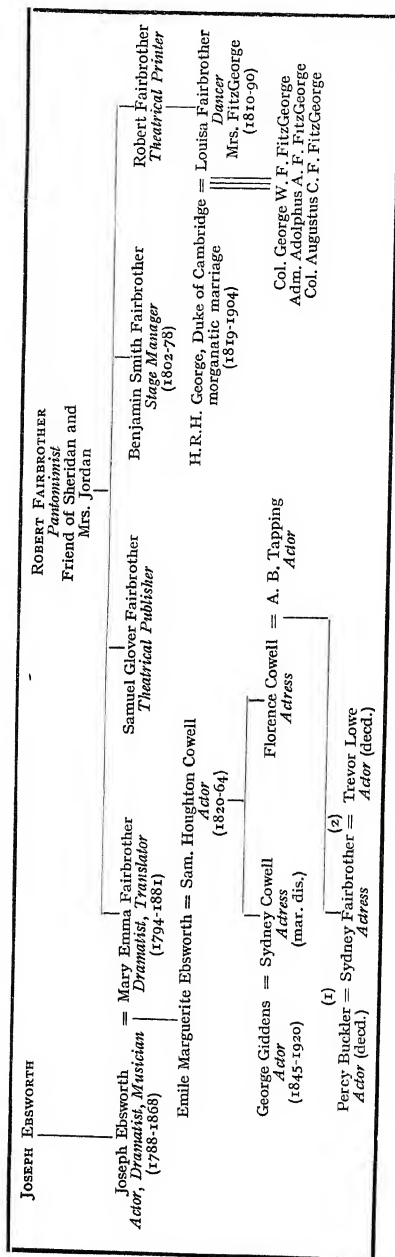 JOSEPH EBSWORTH
ROBERT FAIRBROTHER
Pantomimist
Friend of Sheridan and
Mrs. Jordan
Joseph Ebsworth
Actor, Dramatist, Musician
(1788-1868)
= Mary Emma Fairbrother
Dramatist, Translator
(1794-1881)
Samuel Glover Fairbrother
Theatrical Publisher
Benjamin Smith Fairbrother
Stage Manager
(1802-78)
Robert Fairbrother
Theatrical Printer
Emile Marguerite Ebsworth = Sam. Houghton Cowell
Actor
(1820-64)
H.R.H. George, Duke of Cambridge = Louisa Fairbrother
morganatic marriage
(1819-1904)
Dancer
Mrs. FitzGeorge
(1810-90)
George Giddens = Sydney Cowell
Actor
(1845-1920)
Actress
(mar. dis.)
Florence Cowell = A. B. Tapping
Actress
Actor
Col. George W. F. FitzGeorge
Adm. Adolphus A. F. FitzGeorge
Col. Augustus C. F. FitzGeorge
(1)
(2)
Percy Buckler = Sydney Fairbrother = Trevor Lowe
Actor (decd.)
Actress
Actor (decd.)